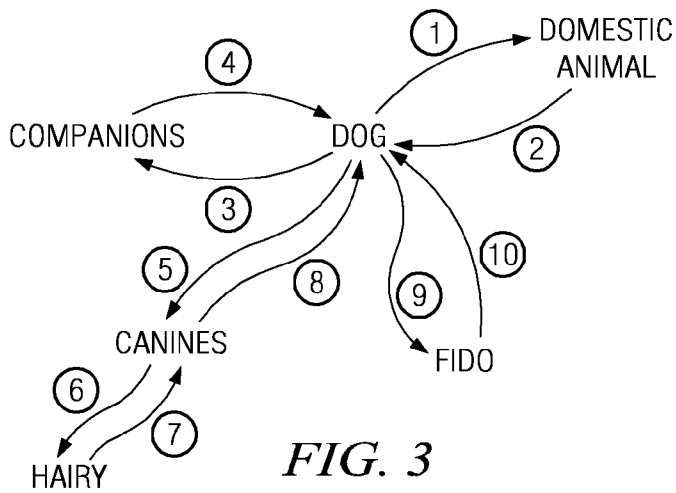 1
DOMESTIC
ANIMAL
4
COMPANIONS
DOG
2
3
5
8
10
9
CANINES
FIDO
6
7
HAIRY
FIG. 3